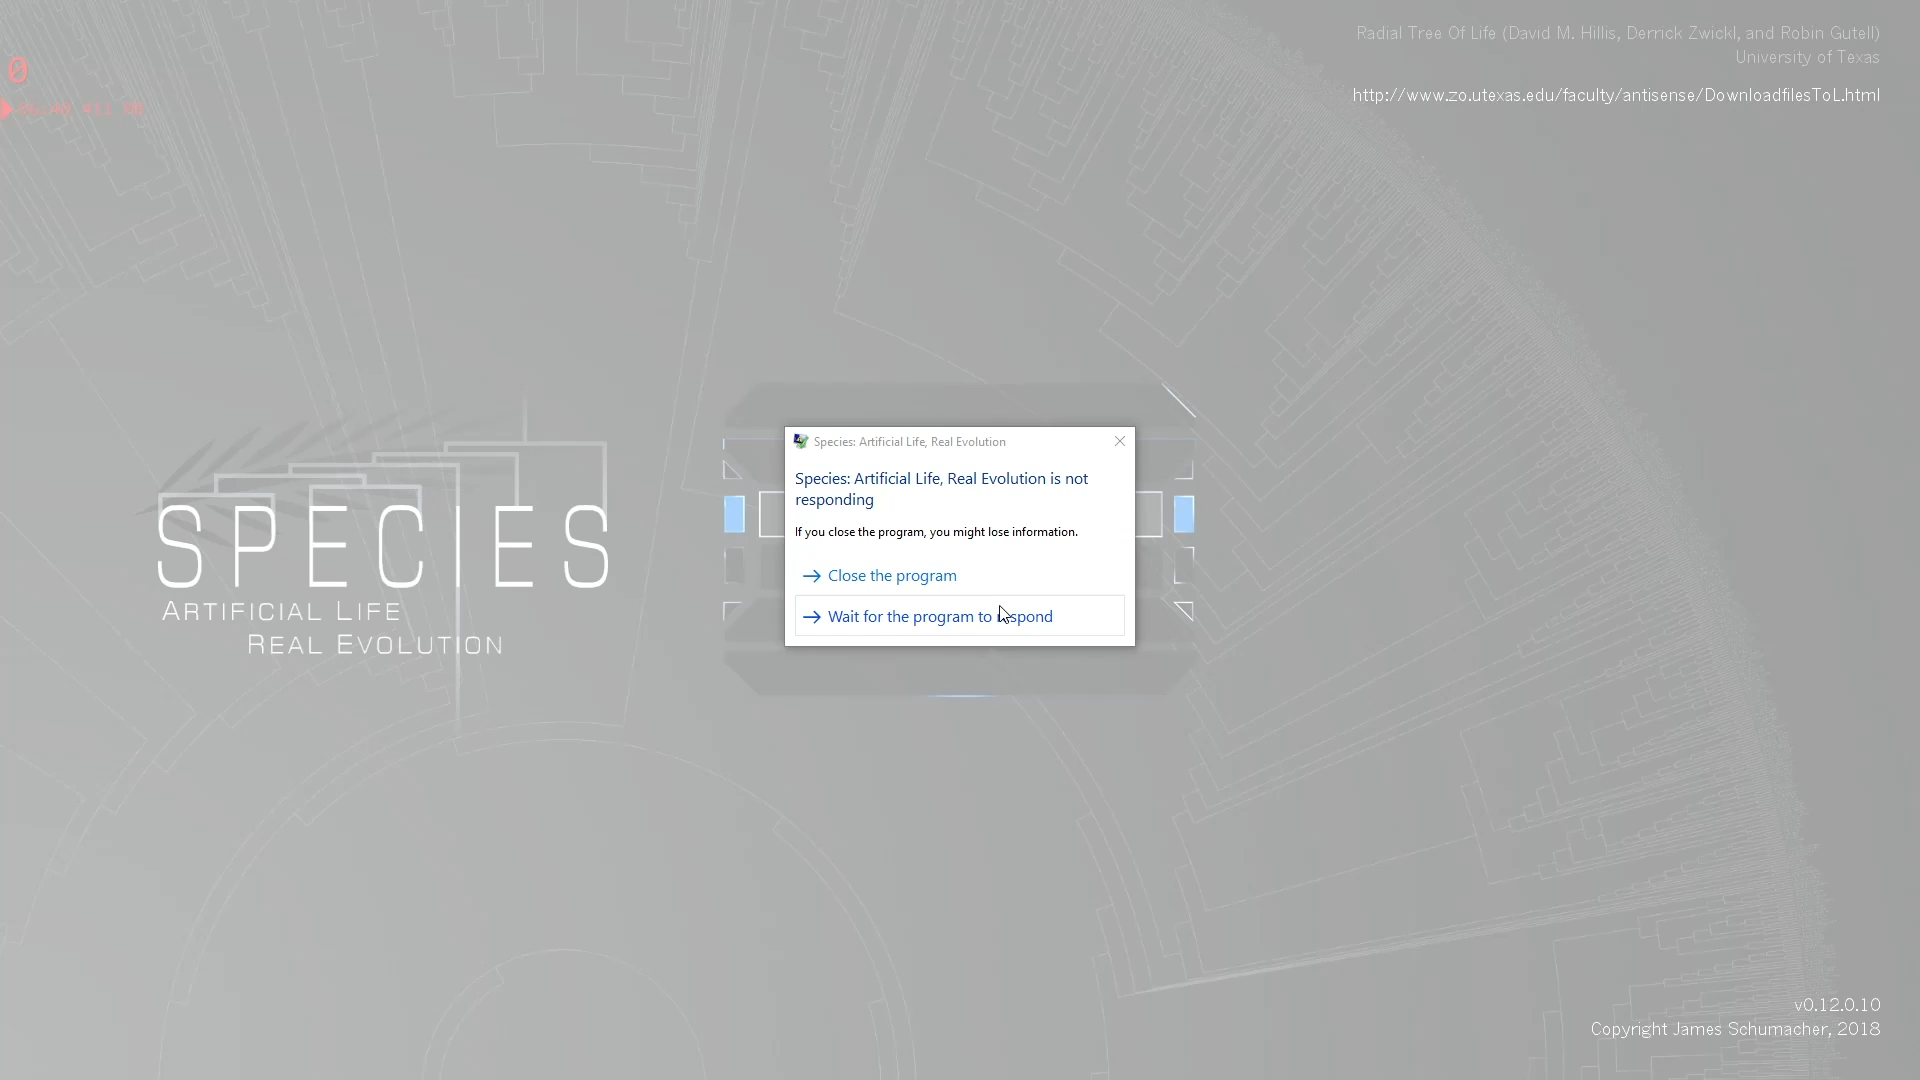 Radial Tree Of Life (David M. Hillis, Derrick Zwickl, and Robin Gutell)
University of Texas
http://www.zo.utexas.edu/faculty/antisense/DownloadfilesToL.html
0
Species: Artificial Life, Real Evolution
Species: Artificial Life, Real Evolution is not
responding
If you close the program, you might lose information.
Close the program
Wait for the program to respond
SPECIES
ARTIFICIAL LIFE
REAL EVOLUTION
v0.12.0.10
Copyright James Schumacher, 2018